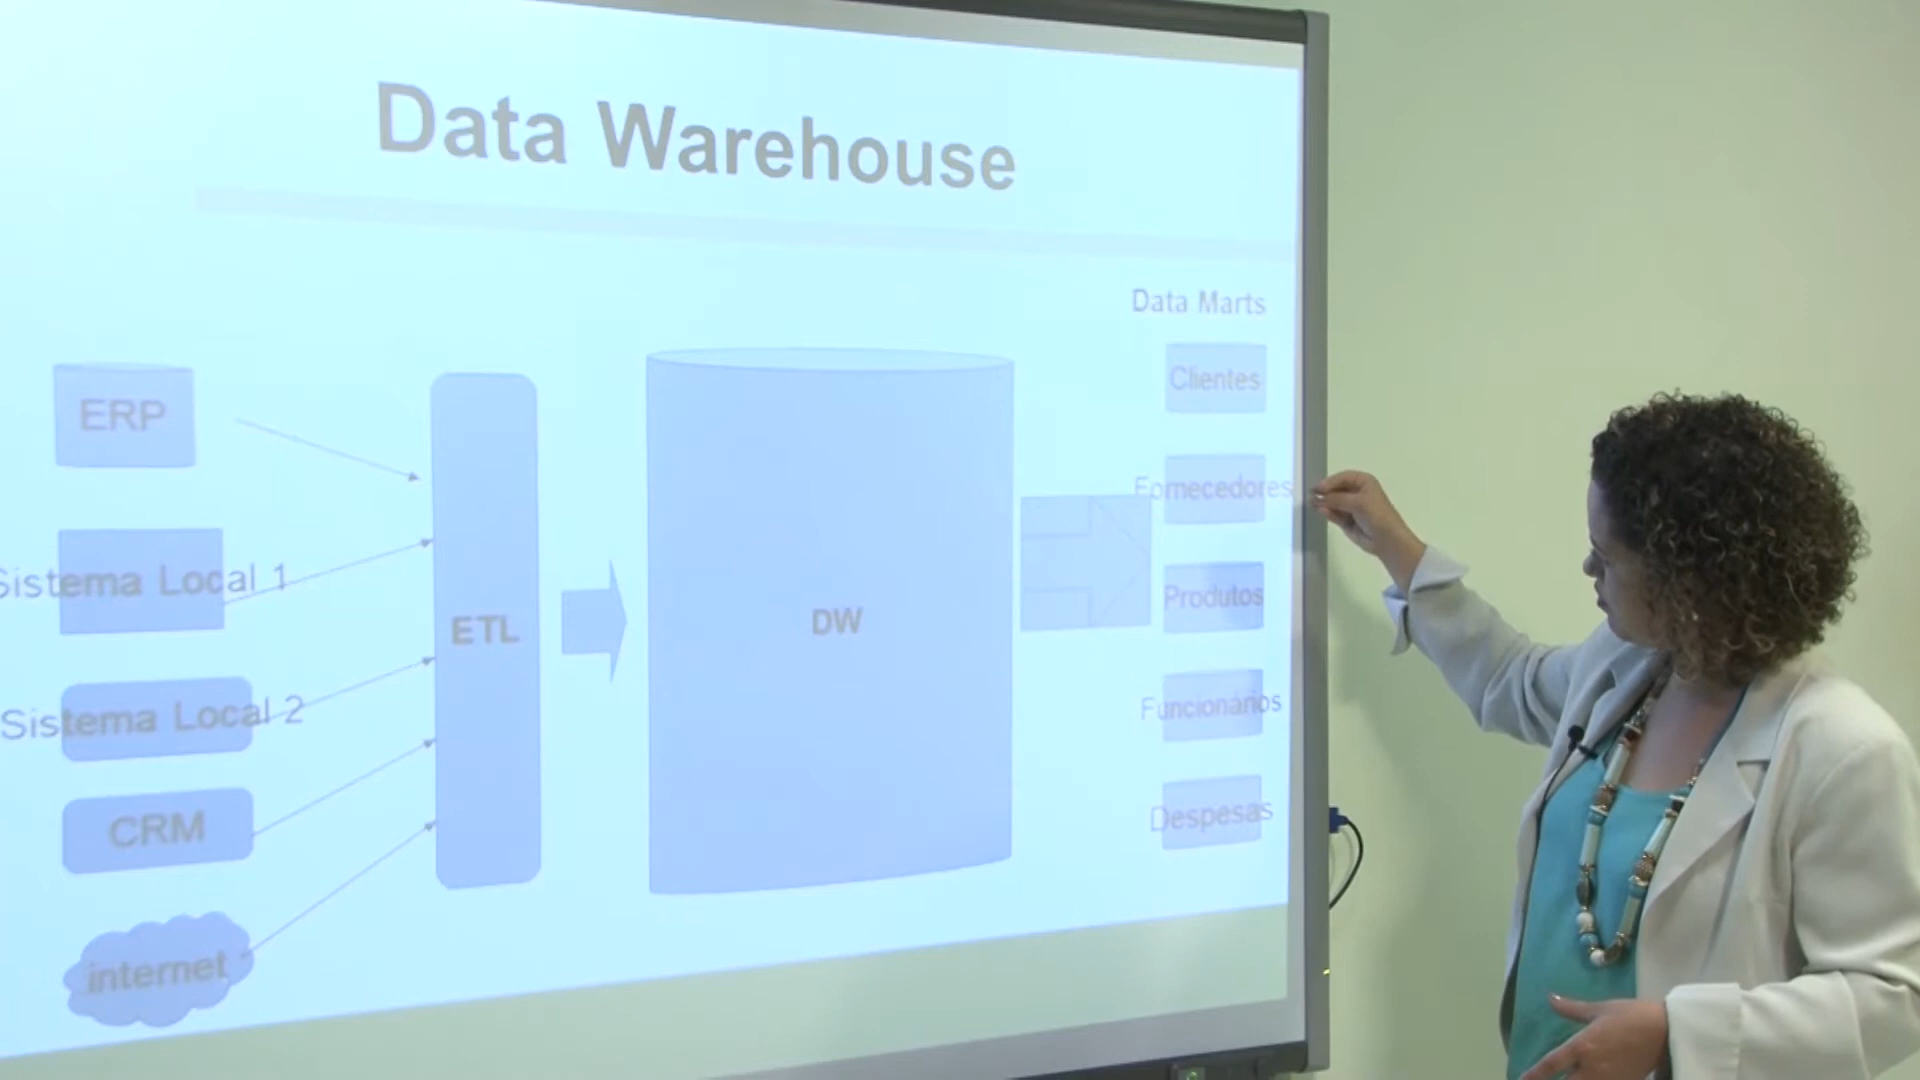 Data Warehouse
Data Marts
ERP
Sistema Local 1
Sistema Local 2
CRM
internet
ETL
DW
Clientes
Fornecedores
Produtos
Funcionários
Despesas